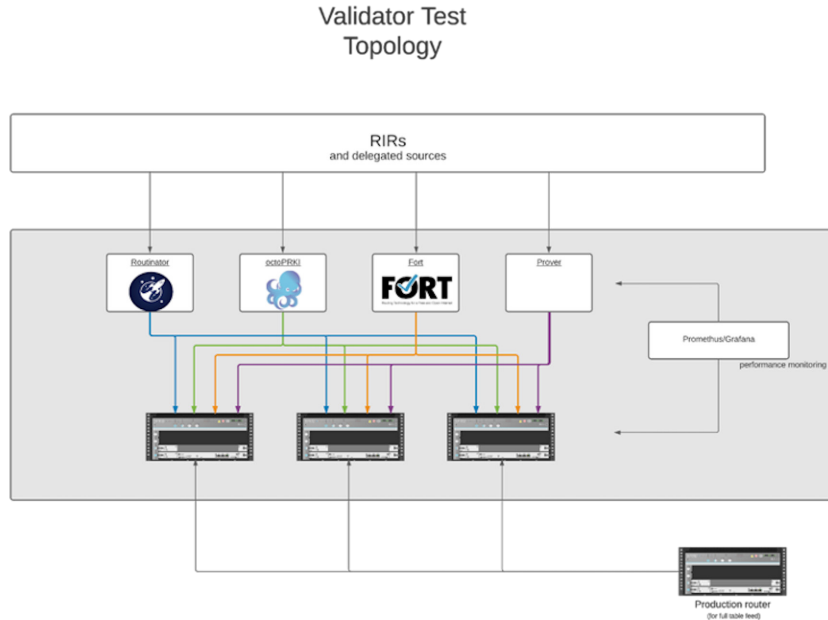 Validator Test
Topology
RIRs
and delegated sources
Routinator
octoPRKI
Fort
Prover
FORT
Promthus/Grafana
performance monitoring
Production router
(for full table feed)